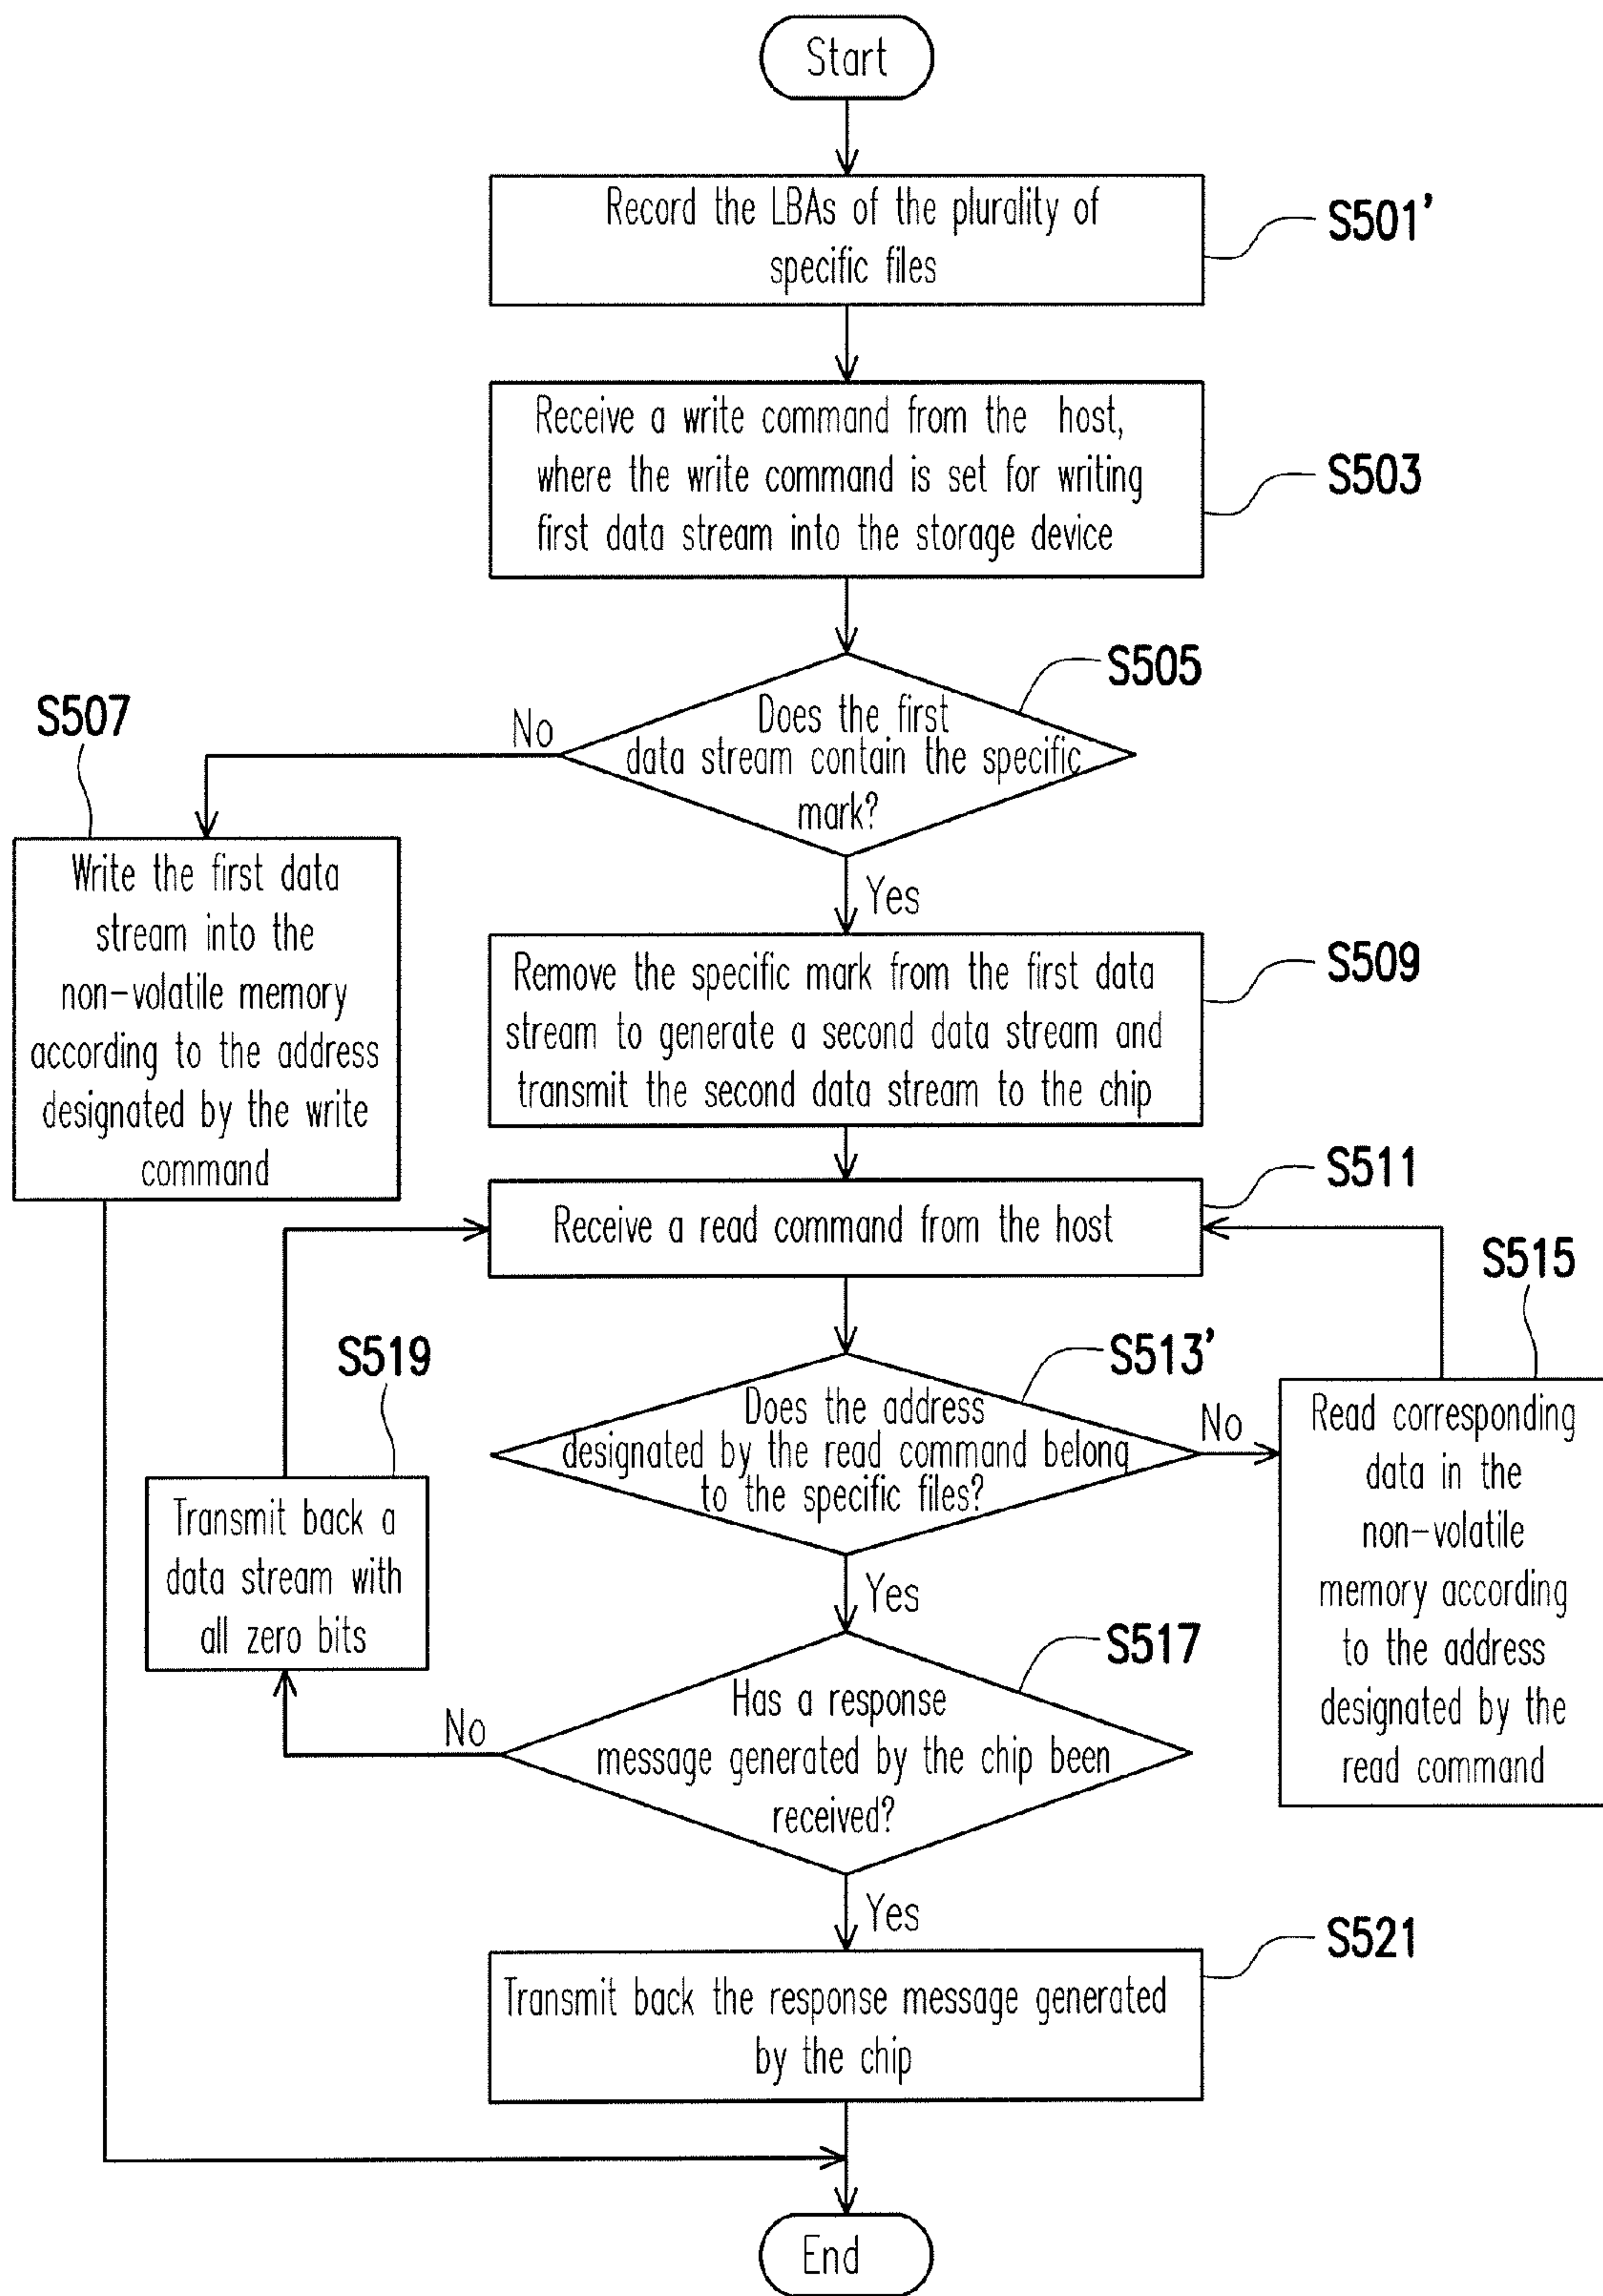 Start
Record the LBAs of the plurality of
specific files
S501’
Receive a write command from the host,
where the write command is set for writing
first data stream into the storage device
S503
S505
Does the first
data stream contain the specific
mark?
No
Yes
S507
Write the first data
stream into the
non-volatile memory
according to the address
designated by the write
command
Remove the specific mark from the first data
stream to generate a second data stream and
transmit the second data stream to the chip
S509
S511
Receive a read command from the host
S513’
Does the address
designated by the read command belong
to the specific files?
No
Yes
S515
Read corresponding
data in the
non-volatile
memory according
to the address
designated by the
read command
S519
Transmit back a
data stream with
all zero bits
S517
Has a response
message generated by the chip been
received?
No
Yes
S521
Transmit back the response message generated
by the chip
End